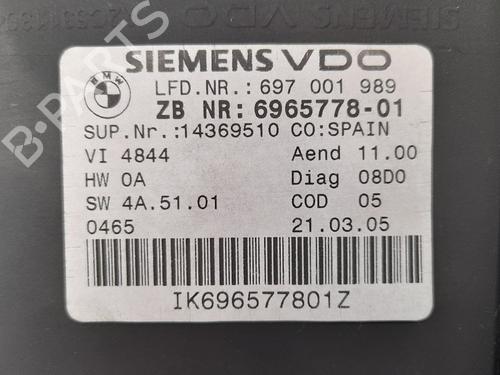 SIEMENS VDO
BMW
LFD.NR.: 697 001 989
ZB NR: 6965778-01
SUP.Nr.:14369510 CO:SPAIN
VI 4844 Aend 11.00
HW 0A Diag 08D0
SW 4A.51.01 COD 05
0465 21.03.05
IK696577801Z